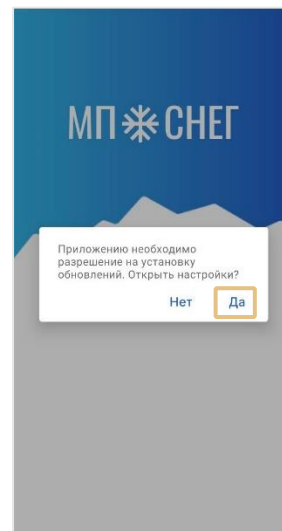 МП СНЕГ
Приложению необходимо
разрешение на установку
обновлений. Открыть настройки?
Нет Да